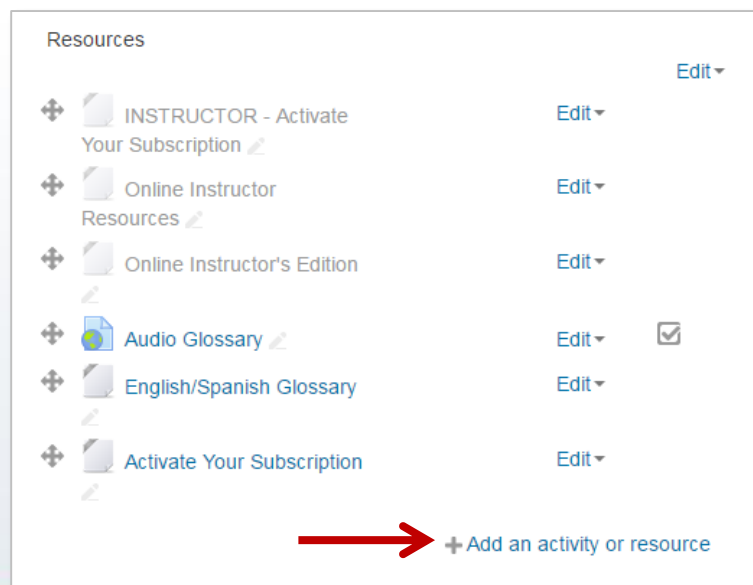 Resources
Edit
INSTRUCTOR - Activate Edit
Your Subscription
Online Instructor Edit
Resources
Online Instructor's Edition Edit
Audio Glossary Edit
English/Spanish Glossary Edit
Activate Your Subscription Edit
Add an activity or resource